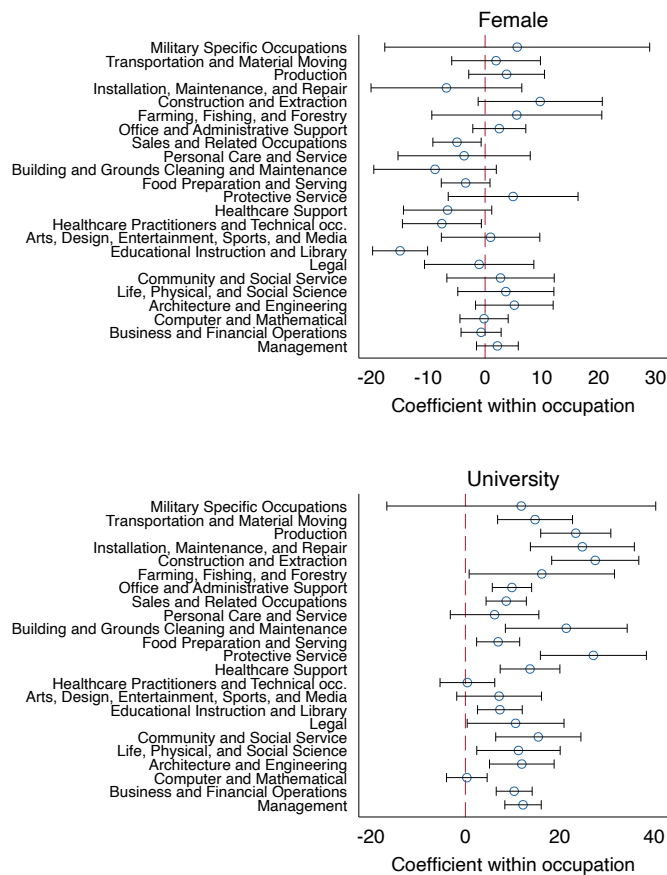 Female
Military Specific Occupations
Transportation and Material Moving
Production
Installation, Maintenance, and Repair
Construction and Extraction
Farming, Fishing, and Forestry
Office and Administrative Support
Sales and Related Occupations
Personal Care and Service
Building and Grounds Cleaning and Maintenance
Food Preparation and Serving
Protective Service
Healthcare Support
Healthcare Practitioners and Technical occ.
Arts, Design, Entertainment, Sports, and Media
Educational Instruction and Library
Legal
Community and Social Service
Life, Physical, and Social Science
Architecture and Engineering
Computer and Mathematical
Business and Financial Operations
Management
-20 -10 0 10 20 30
Coefficient within occupation
University
Military Specific Occupations
Transportation and Material Moving
Production
Installation, Maintenance, and Repair
Construction and Extraction
Farming, Fishing, and Forestry
Office and Administrative Support
Sales and Related Occupations
Personal Care and Service
Building and Grounds Cleaning and Maintenance
Food Preparation and Serving
Protective Service
Healthcare Support
Healthcare Practitioners and Technical occ.
Arts, Design, Entertainment, Sports, and Media
Educational Instruction and Library
Legal
Community and Social Service
Life, Physical, and Social Science
Architecture and Engineering
Computer and Mathematical
Business and Financial Operations
Management
-20 0 20 40
Coefficient within occupation